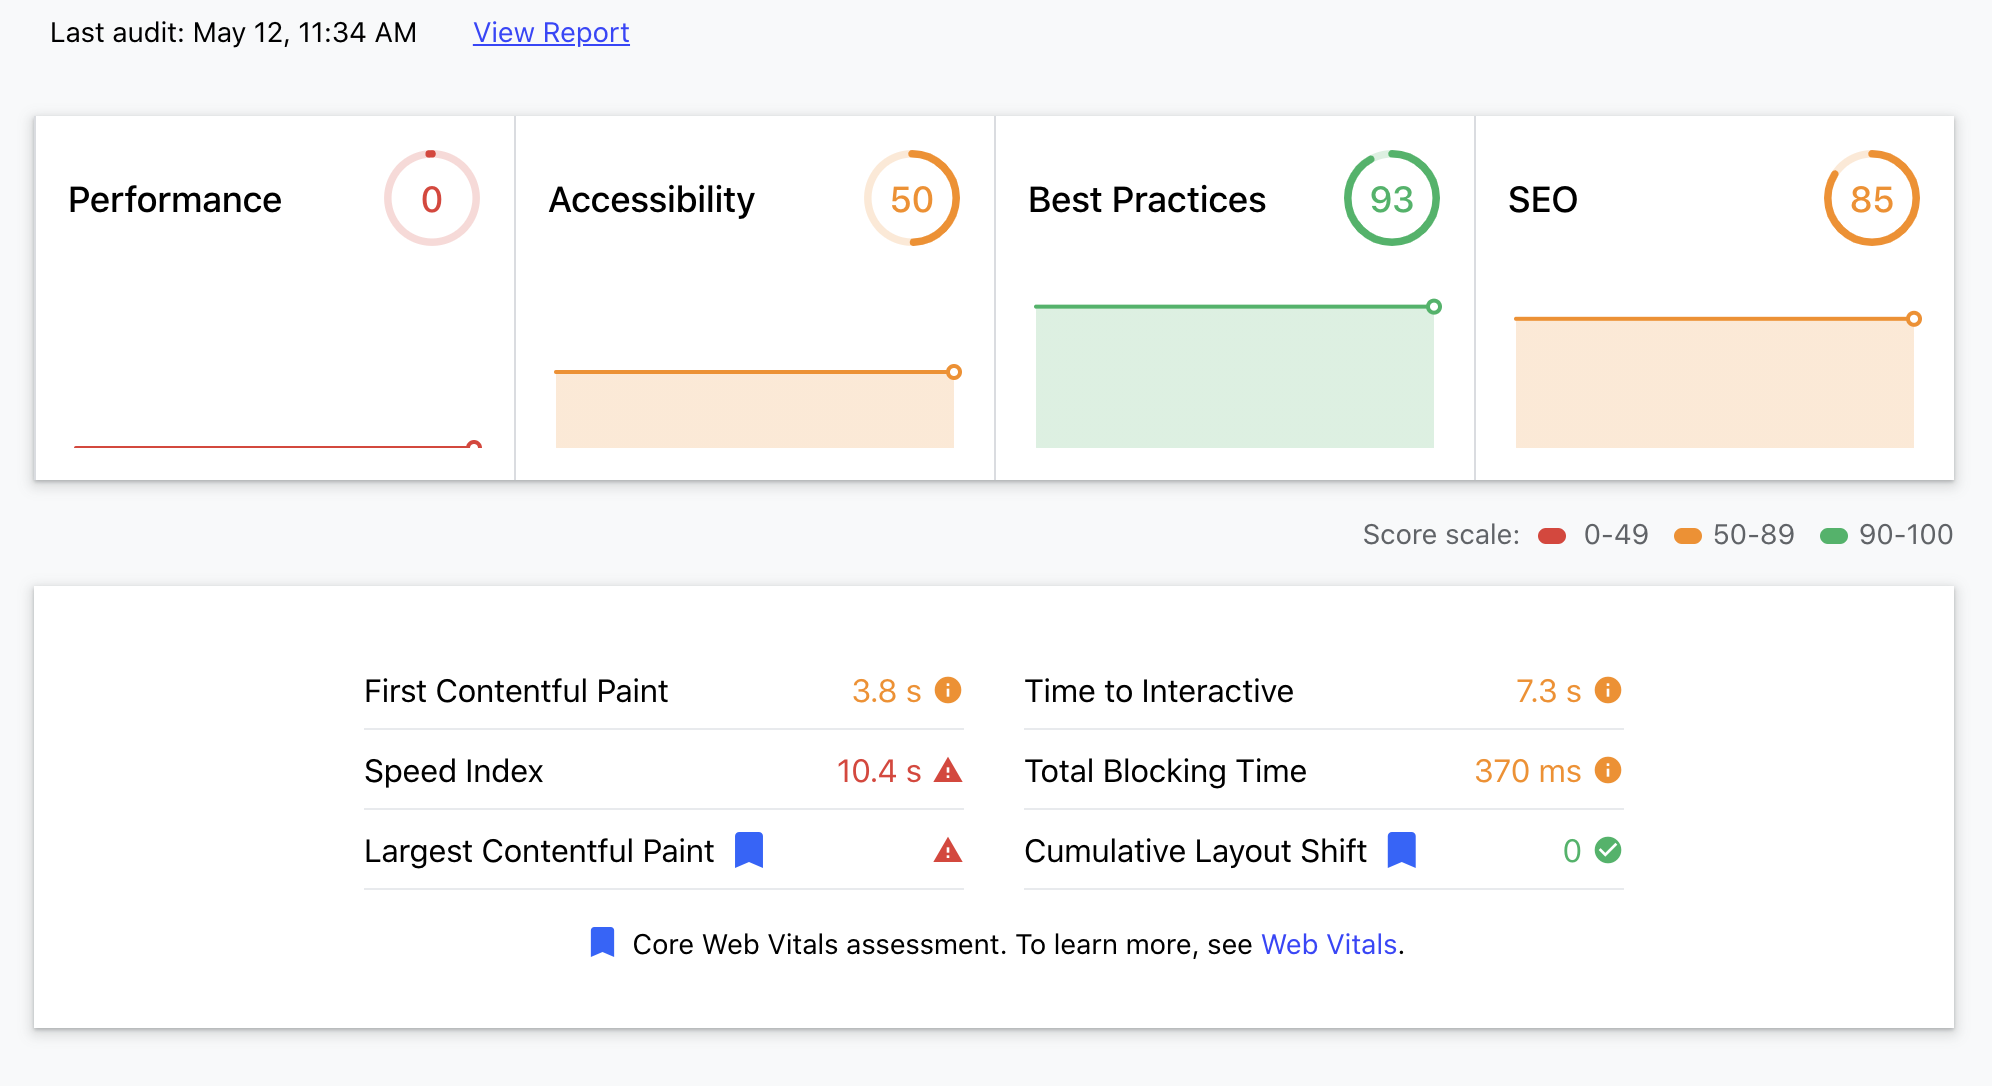 Last audit: May 12, 11:34 AM View Report
Performance 0
Accessibility 50
Best Practices 93
SEO 85
Score scale: 0-49 50-89 90-100
First Contentful Paint 3.8 s
Time to Interactive 7.3 s
Speed Index 10.4 s
Total Blocking Time 370 ms
Largest Contentful Paint
Cumulative Layout Shift 0
Core Web Vitals assessment. To learn more, see Web Vitals.